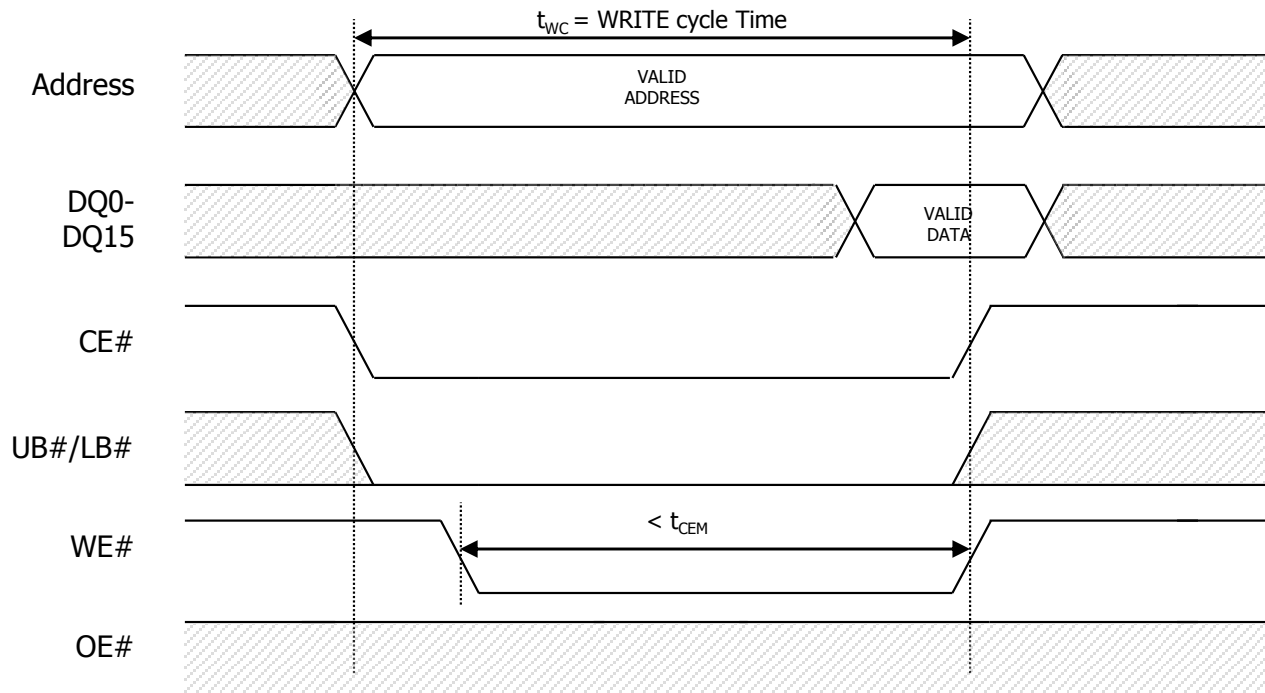 tWC = WRITE cycle Time
Address
VALID
ADDRESS
DQ0-
DQ15
VALID
DATA
CE#
UB#/LB#
WE#
< tCEM
OE#